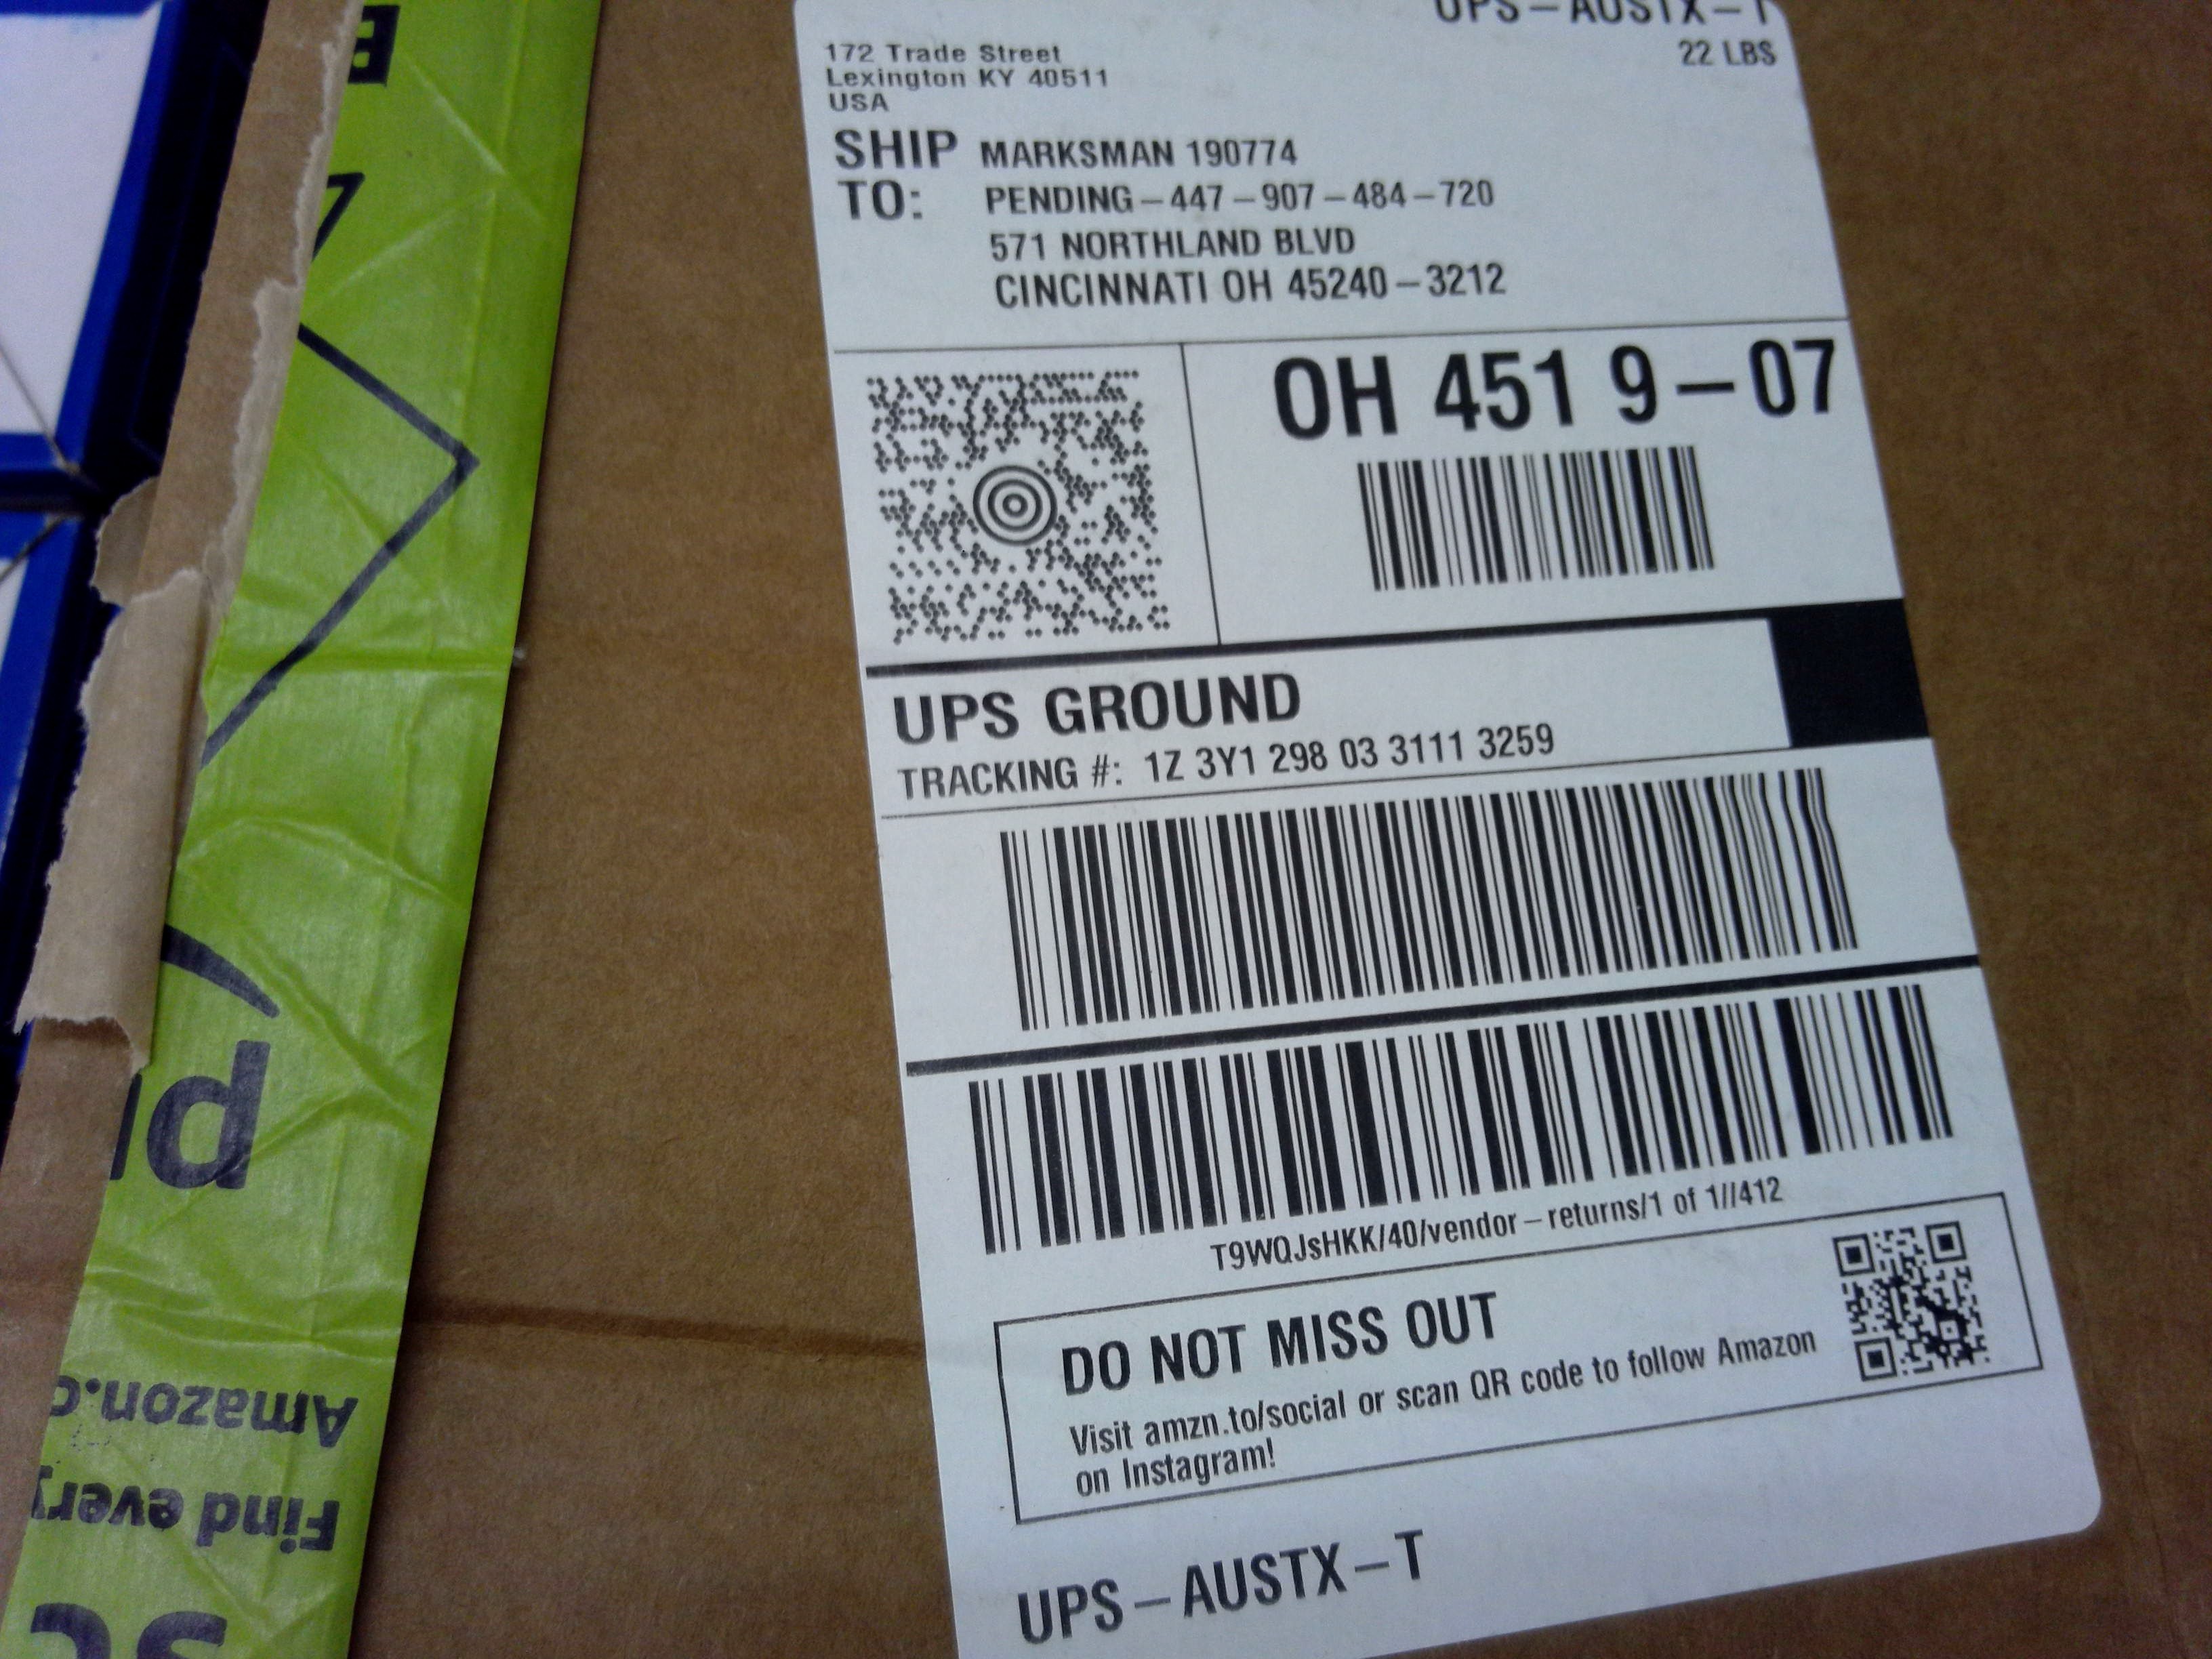 UPS – AUSTX – T
22 LBS
172 Trade Street
Lexington KY 40511
USA
SHIP TO:
MARKSMAN 190774
PENDING – 447 – 907 – 484 – 720
571 NORTHLAND BLVD
CINCINNATI OH 45240 – 3212
OH 451 9 – 07
UPS GROUND
TRACKING #: 1Z 3Y1 298 03 3111 3259
T9WQJsHKK/40/vendor – returns/1 of 1//412
DO NOT MISS OUT
Visit amzn.to/social or scan QR code to follow Amazon
on Instagram!
UPS – AUSTX – T
Amazon.c
Find every